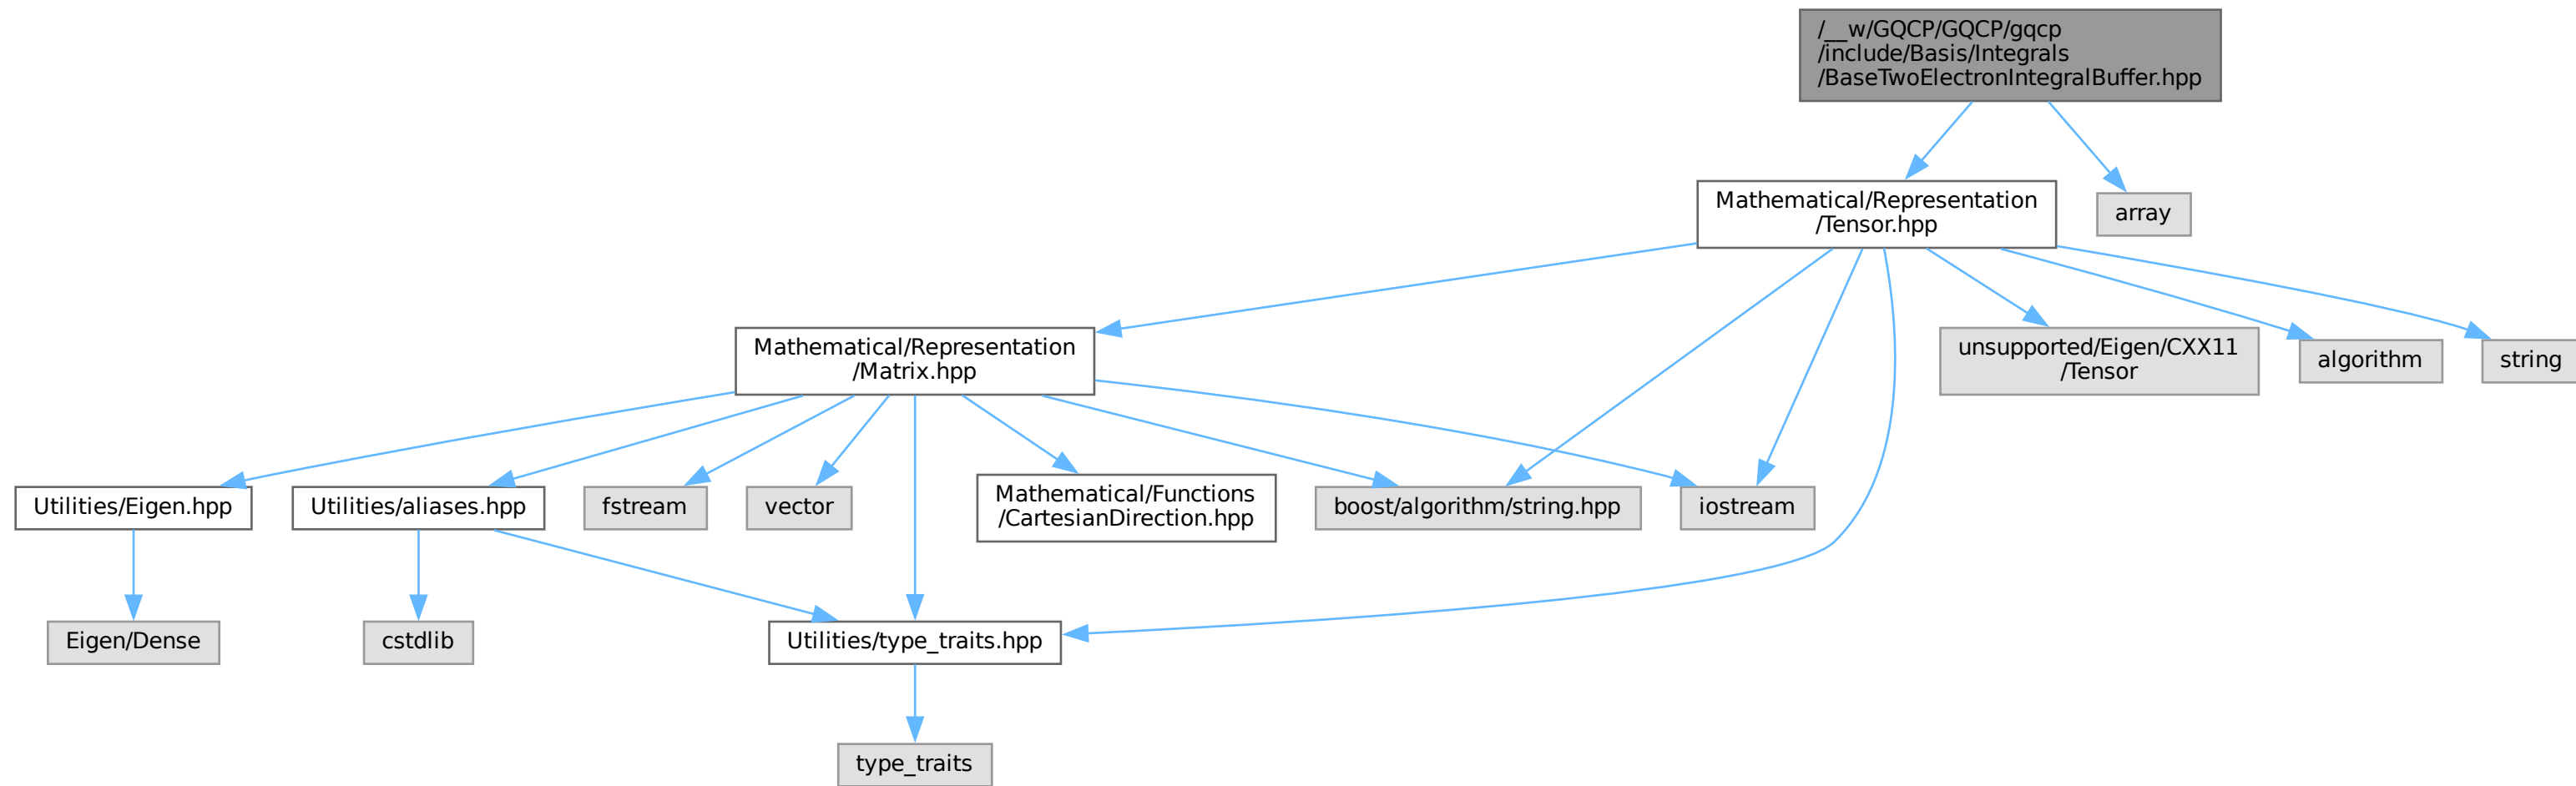 /__w/GQCP/GQCP/gqcp
/include/Basis/Integrals
/BaseTwoElectronIntegralBuffer.hpp
Mathematical/Representation
/Tensor.hpp
array
Mathematical/Representation
/Matrix.hpp
unsupported/Eigen/CXX11
/Tensor
algorithm
string
Utilities/Eigen.hpp
Utilities/aliases.hpp
fstream
vector
Mathematical/Functions
/CartesianDirection.hpp
boost/algorithm/string.hpp
iostream
Eigen/Dense
cstdlib
Utilities/type_traits.hpp
type_traits